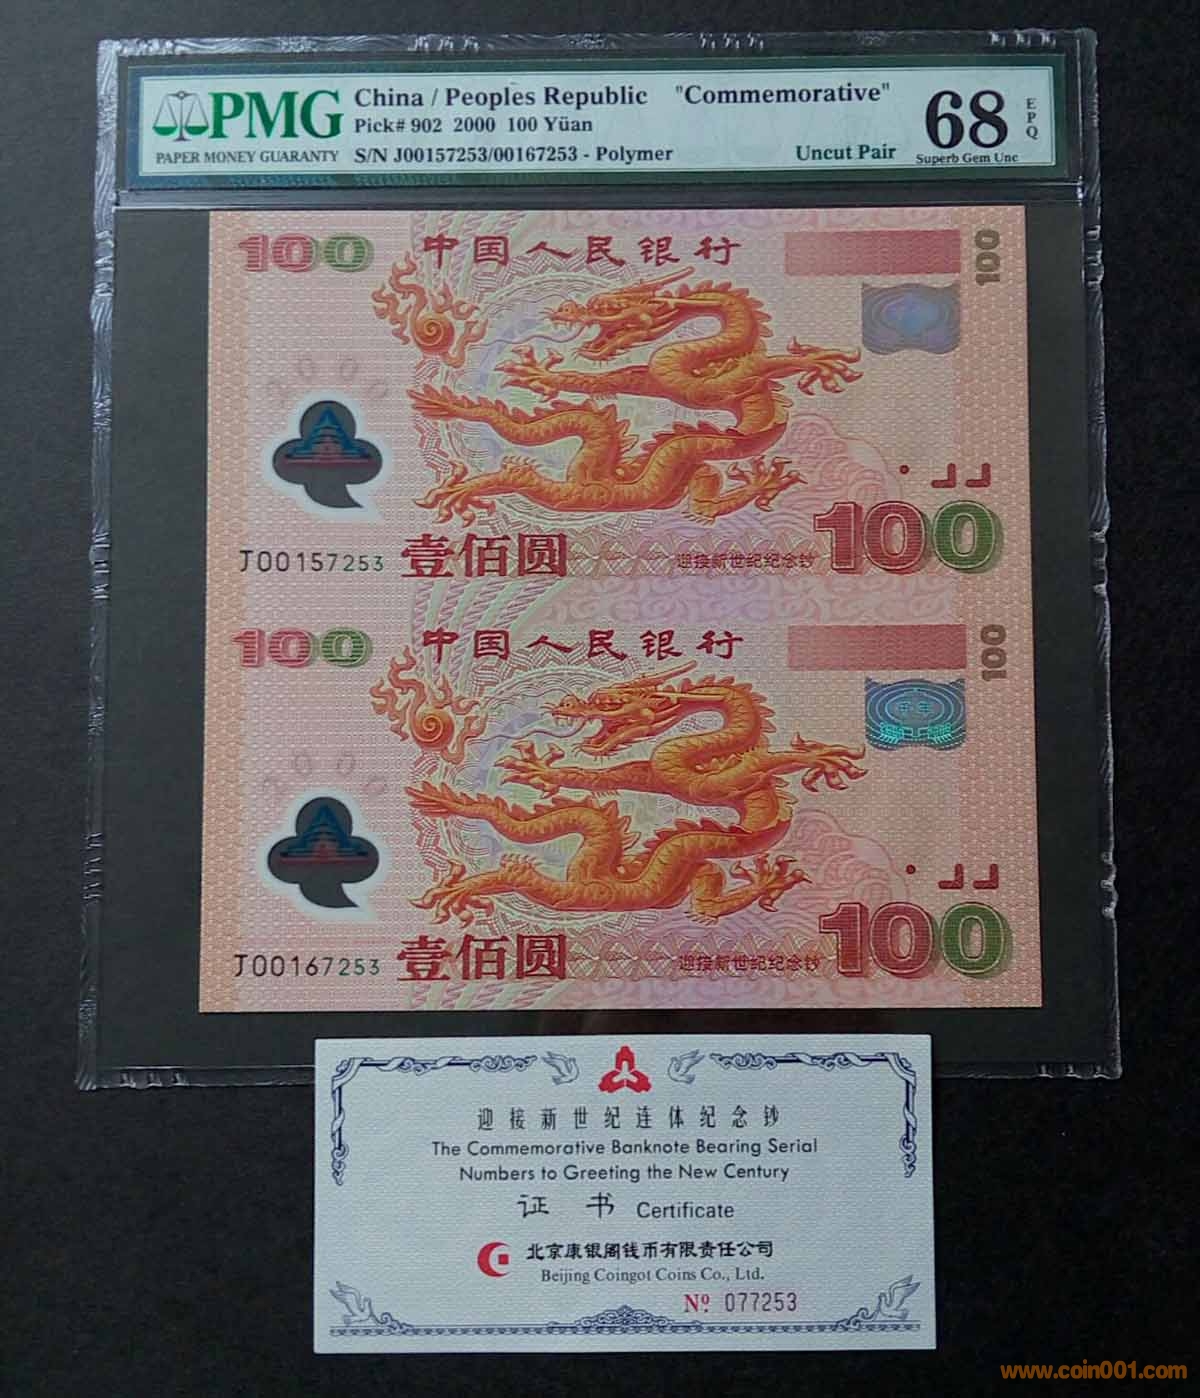 PMG
PAPER MONEY GUARANTY
China / Peoples Republic "Commemorative"
Pick# 902 2000 100 Yüan
S/N J00157253/00167253 - Polymer
Uncut Pair
68
EPQ
Superb Gem Unc
100
中国人民银行
100
2000
100
J00157253
壹佰圆
迎接新世纪纪念钞
100
中国人民银行
100
2000
千年
100
J00167253
壹佰圆
迎接新世纪纪念钞
迎接新世纪连体纪念钞
The Commemorative Banknote Bearing Serial
Numbers to Greeting the New Century
证书 Certificate
北京康银阁钱币有限责任公司
Beijing Coingot Coins Co., Ltd.
Nº 077253
www.coin001.com